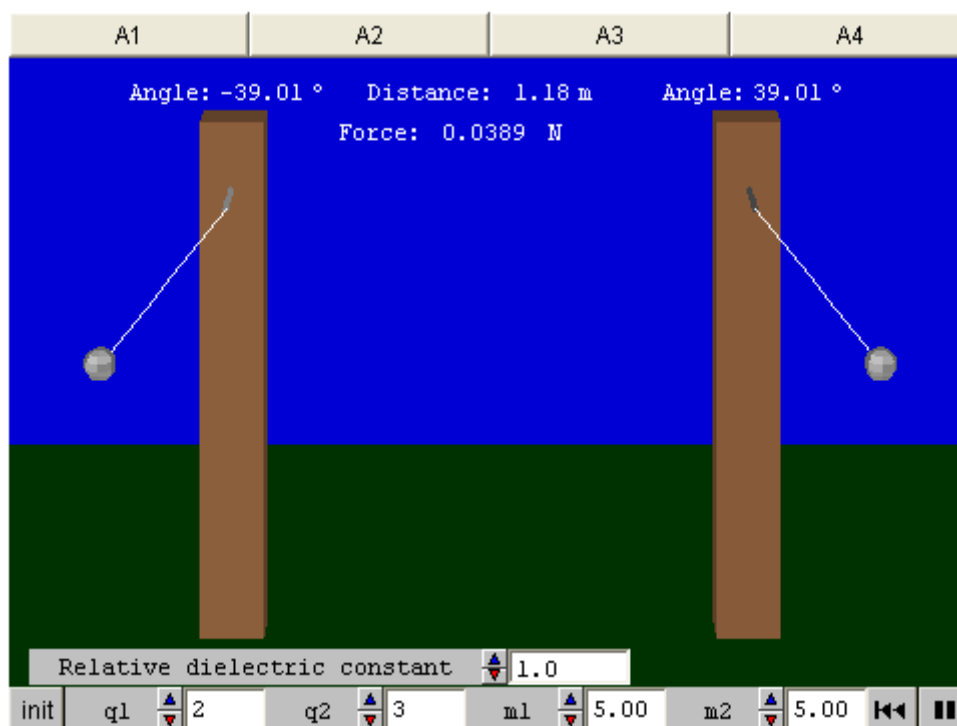 A1 A2 A3 A4
Angle: -39.01 ° Distance: 1.18 m Angle: 39.01 °
Force: 0.0389 N
Relative dielectric constant 1.0
init q1 2 q2 3 m1 5.00 m2 5.00